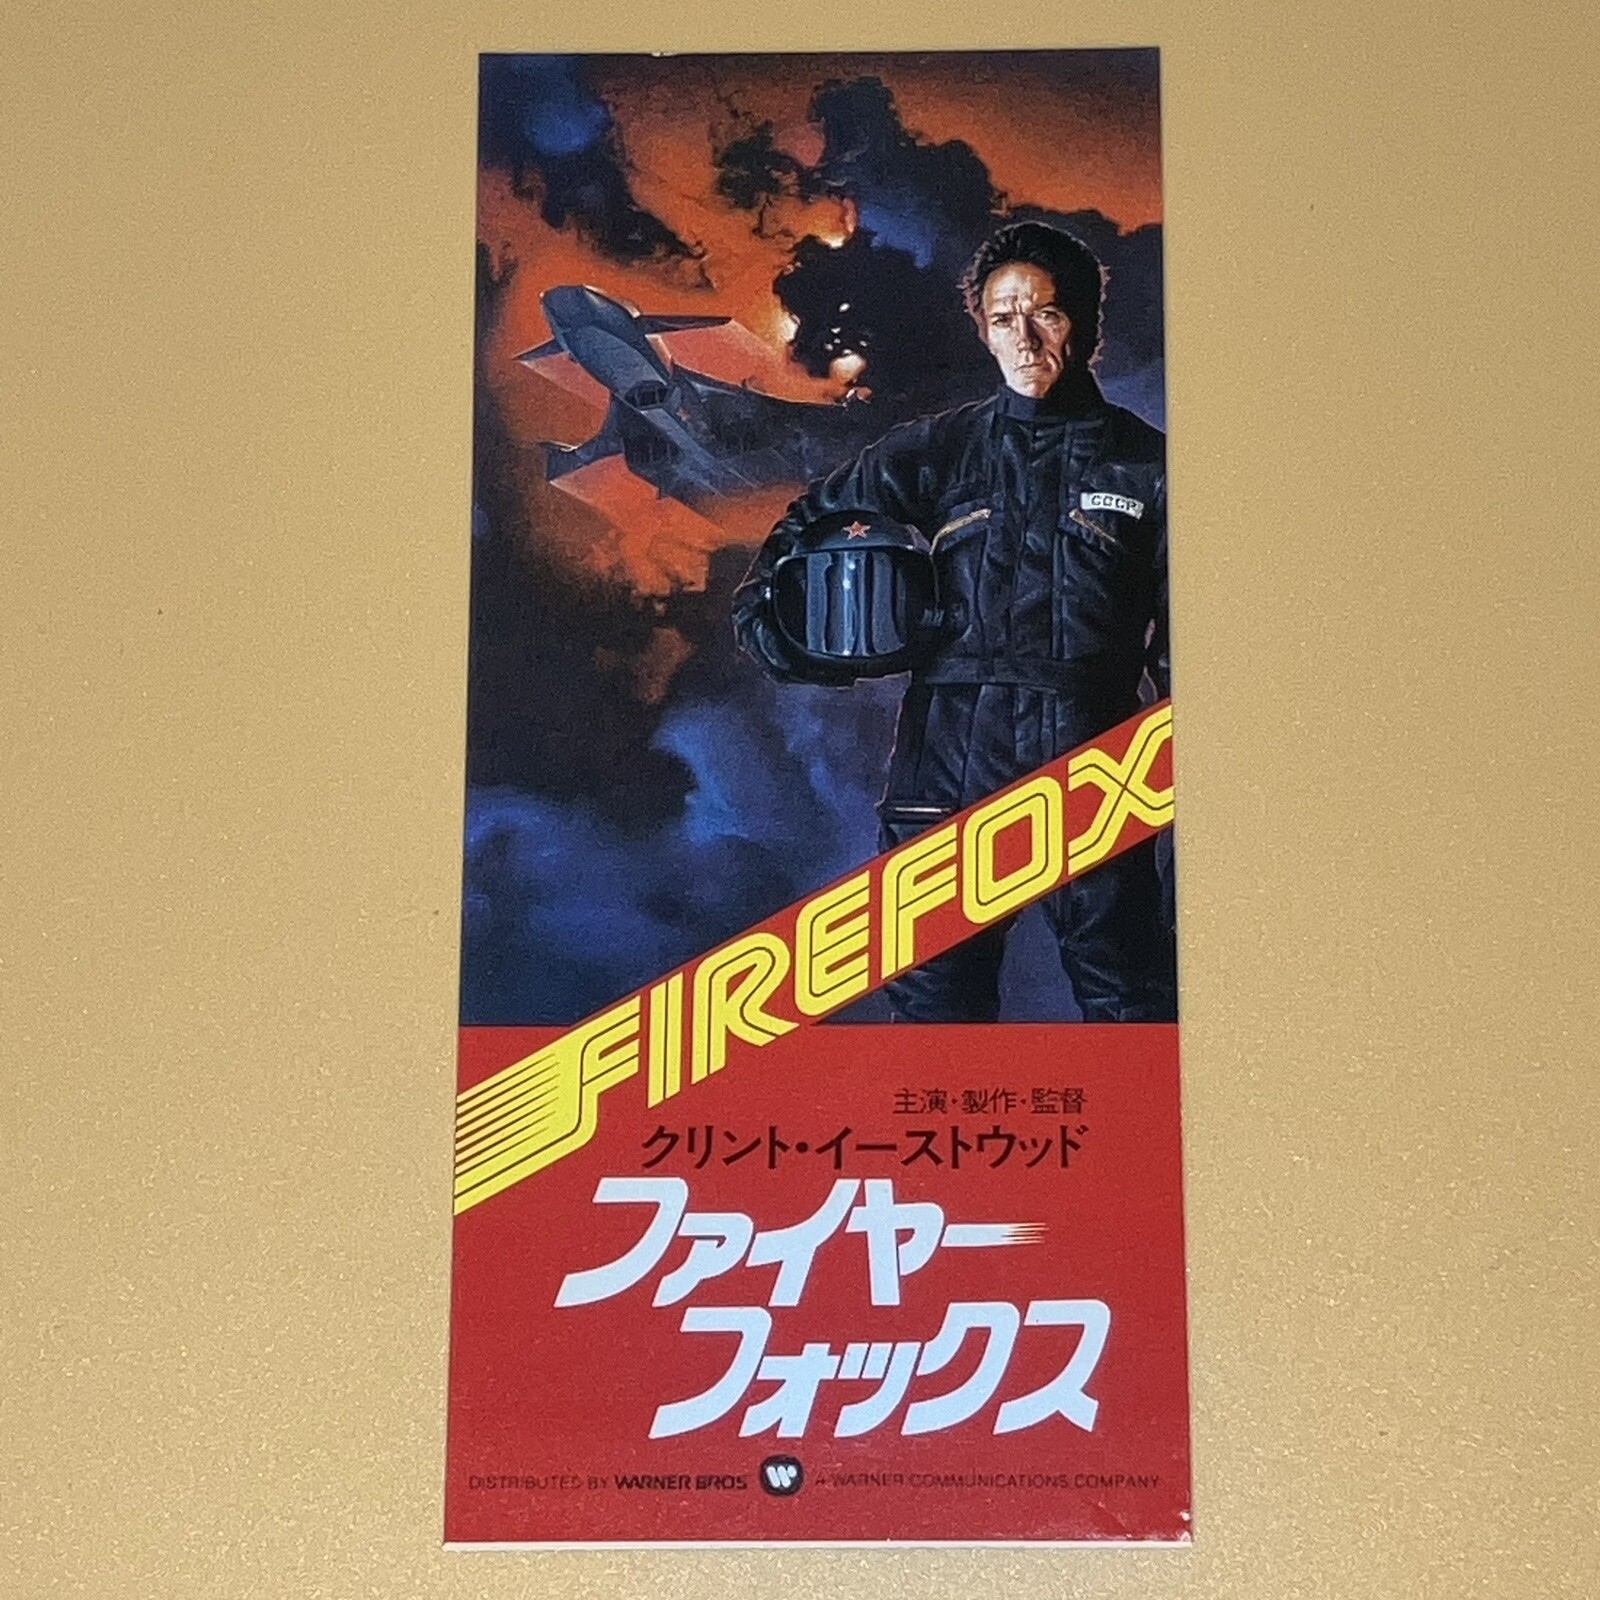 CCCP
FIREFOX
主演・製作・監督
クリント・イーストウッド
ファイヤー
フォックス
DISTRIBUTED BY WARNER BROS A WARNER COMMUNICATIONS COMPANY